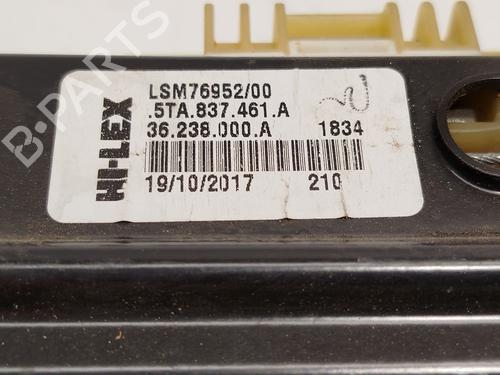 HI-LEX
LSM76952/00
.5TA.837.461.A
36.238.000.A 1834
19/10/2017 210
B-PARTS